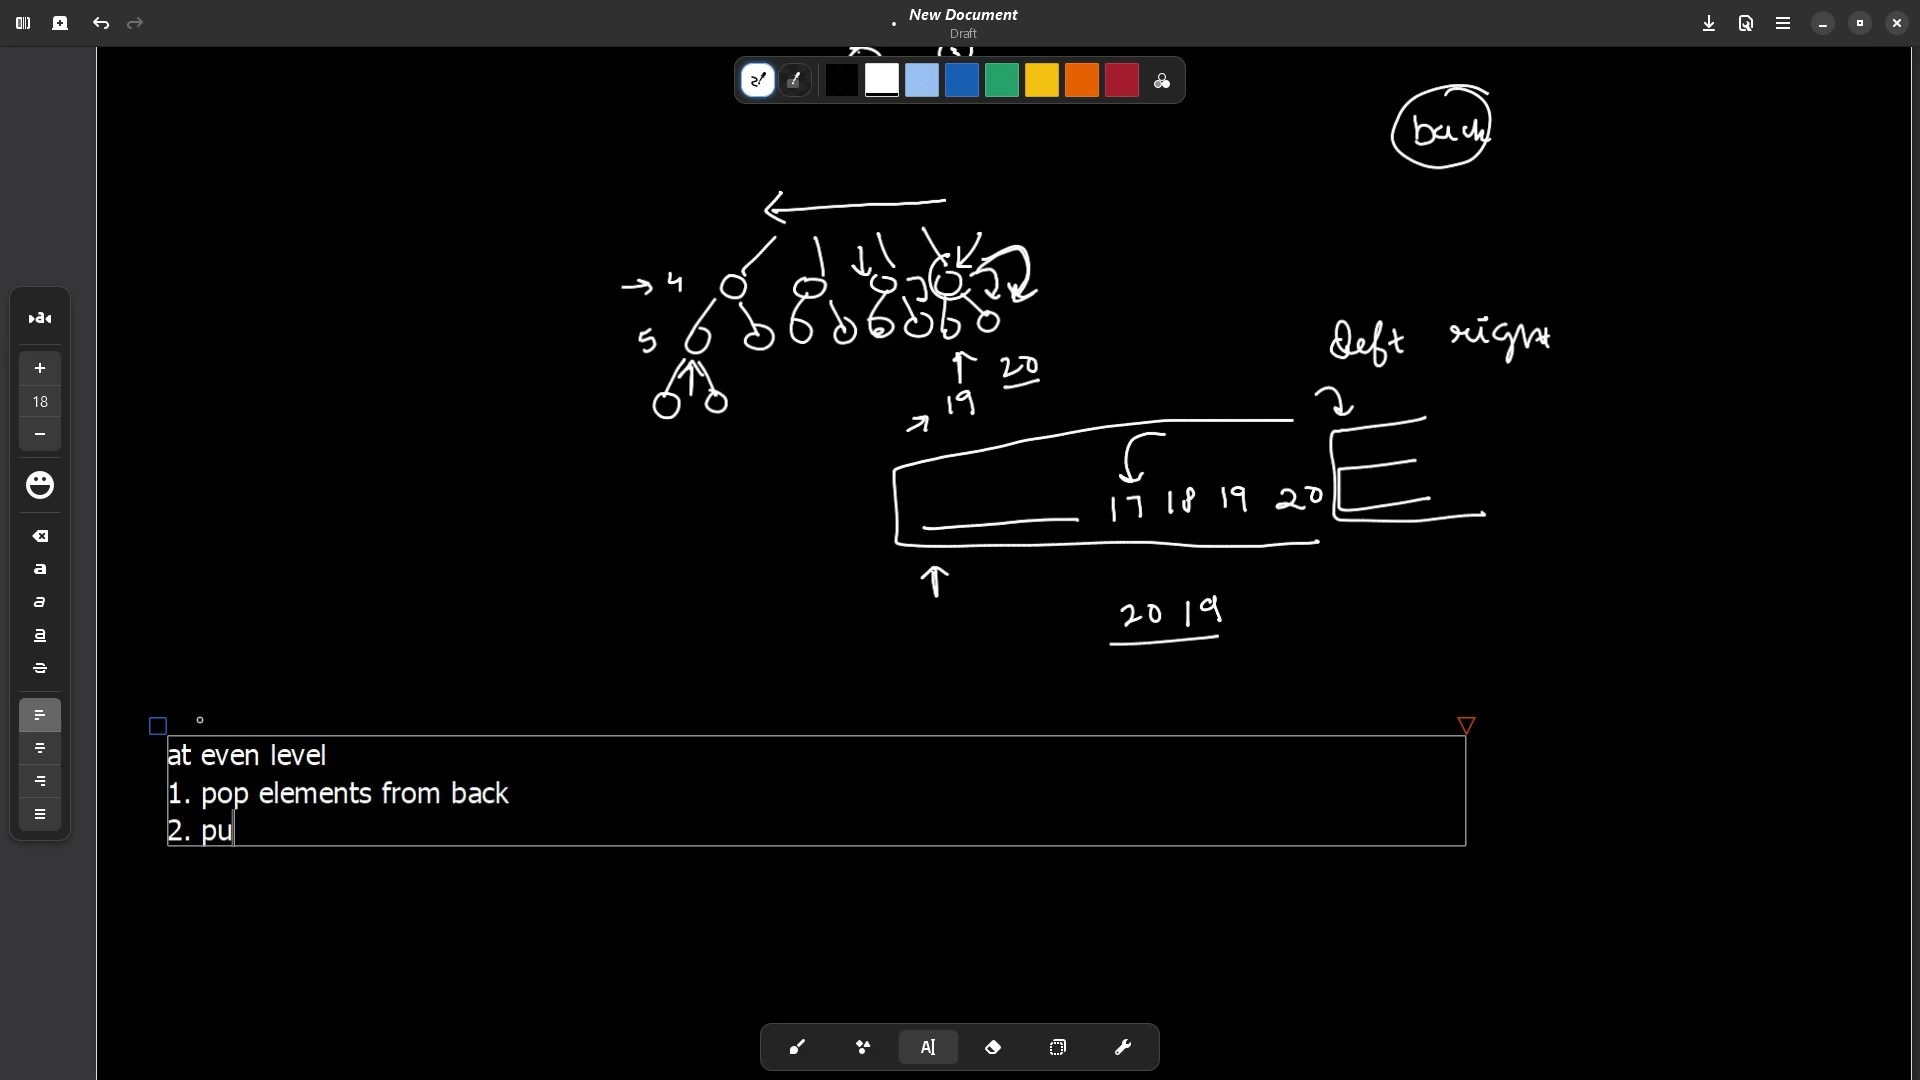 New Document
Draft
back
→ 4
5
19
20
left right
17 18 19 20
20 19
18
a
a
a
at even level
1. pop elements from back
2. pu
AI